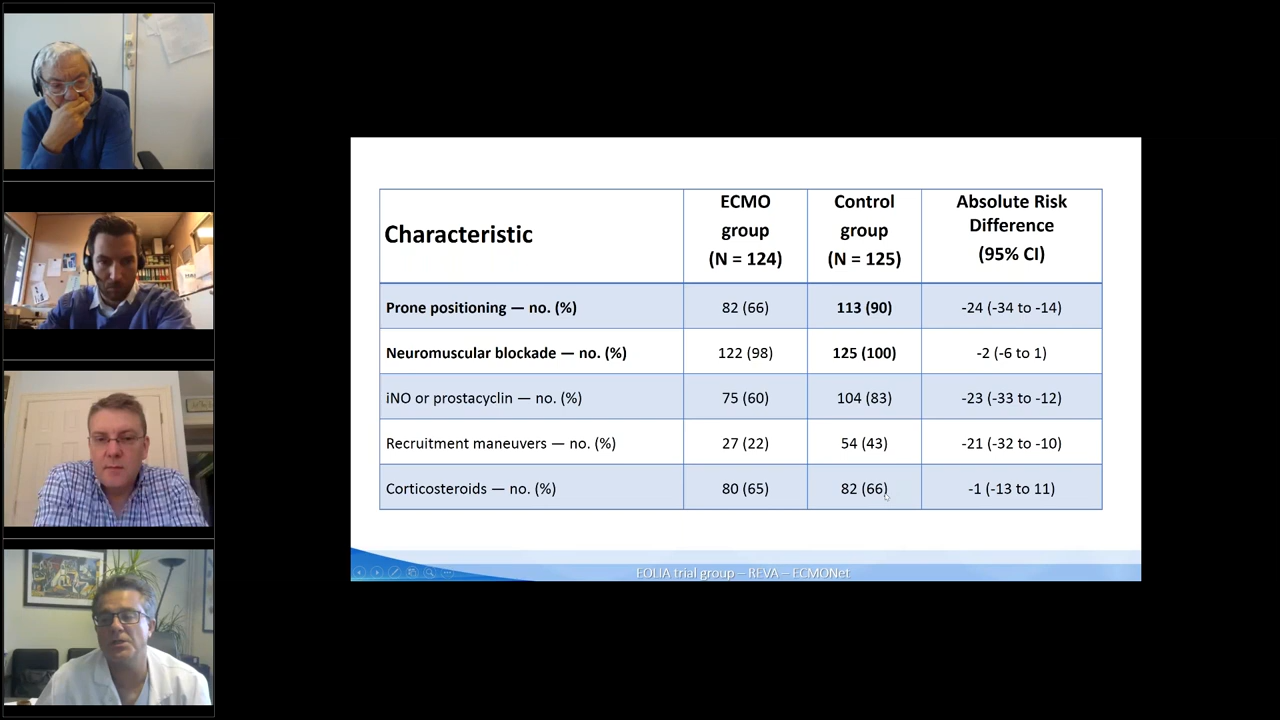 Characteristic
ECMO
group
(N = 124)
Control
group
(N = 125)
Absolute Risk
Difference
(95% CI)
Prone positioning — no. (%) 82 (66) 113 (90) -24 (-34 to -14)
Neuromuscular blockade — no. (%) 122 (98) 125 (100) -2 (-6 to 1)
iNO or prostacyclin — no. (%) 75 (60) 104 (83) -23 (-33 to -12)
Recruitment maneuvers — no. (%) 27 (22) 54 (43) -21 (-32 to -10)
Corticosteroids — no. (%) 80 (65) 82 (66) -1 (-13 to 11)
EOLIA trial group – REVA – ECMONet